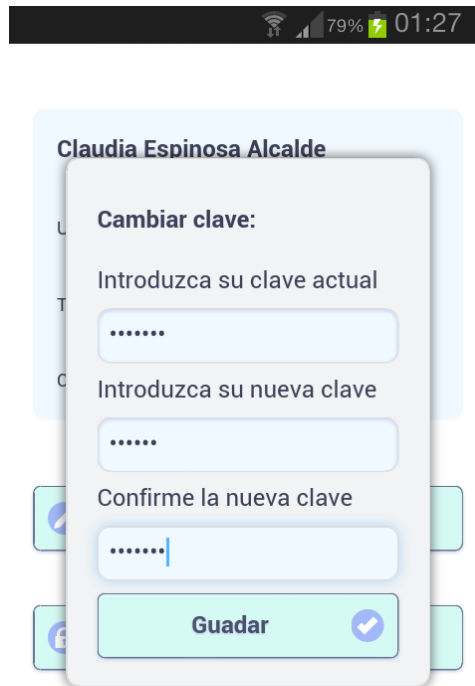 79% 01:27
Claudia Espinosa Alcalde
Cambiar clave:
Introduzca su clave actual
•••••••
Introduzca su nueva clave
••••••
Confirme la nueva clave
•••••••
Guadar